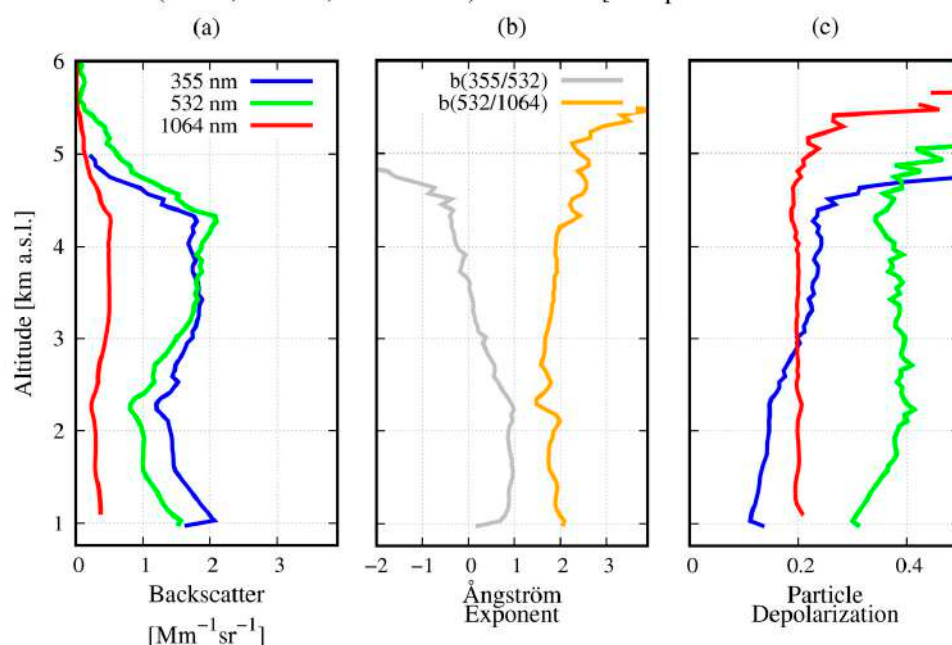 (a)
(b)
(c)
355 nm
532 nm
1064 nm
b(355/532)
b(532/1064)
Altitude [km a.s.l.]
6
5
4
3
2
1
0 1 2 3
−2 −1 0 1 2 3
0.2 0.4
Backscatter
[Mm⁻¹sr⁻¹]
Ångström
Exponent
Particle
Depolarization